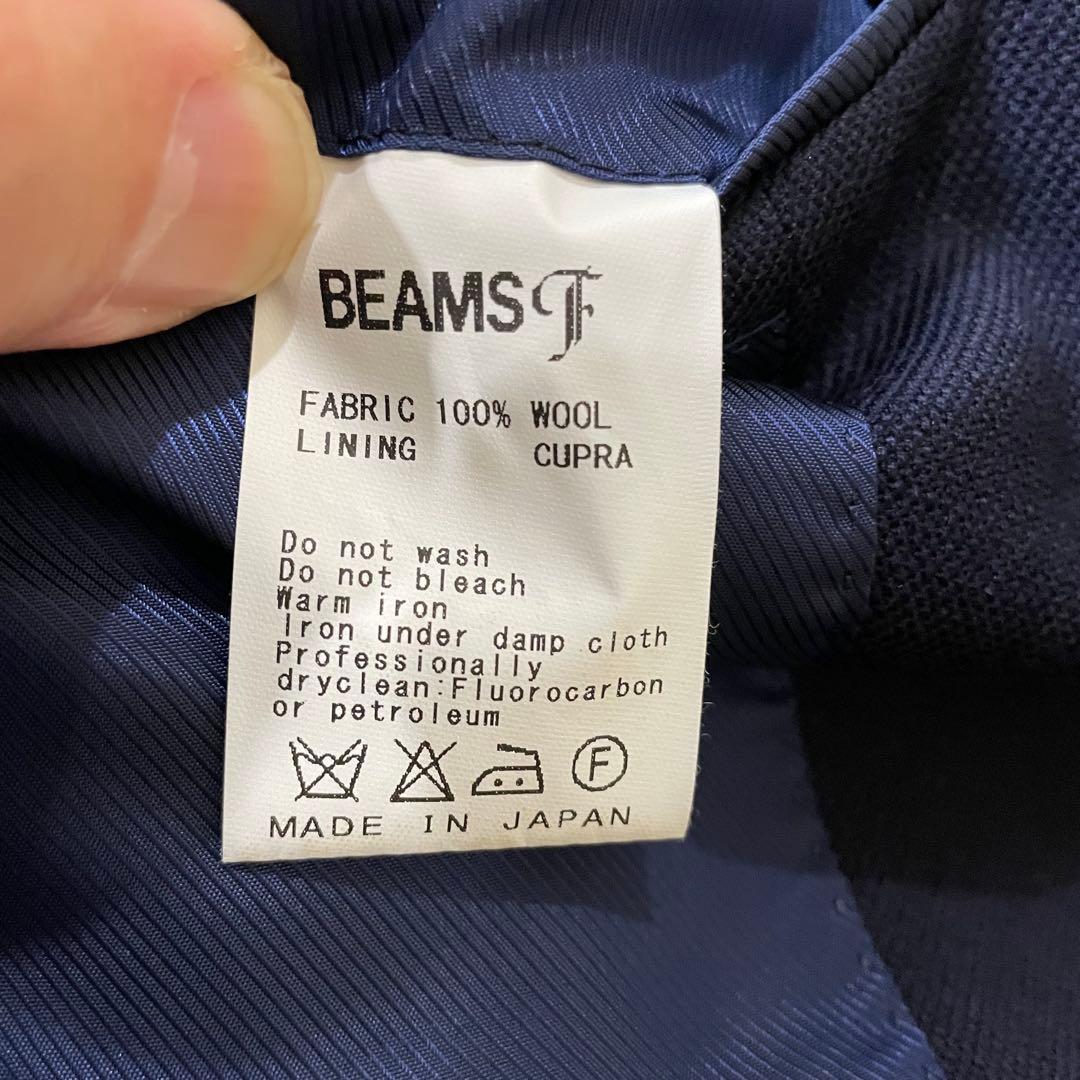 BEAMS F
FABRIC 100% WOOL
LINING CUPRA
Do not wash
Do not bleach
Warm iron
Iron under damp cloth
Professionally
dryclean:Fluorocarbon
or petroleum
F
MADE IN JAPAN